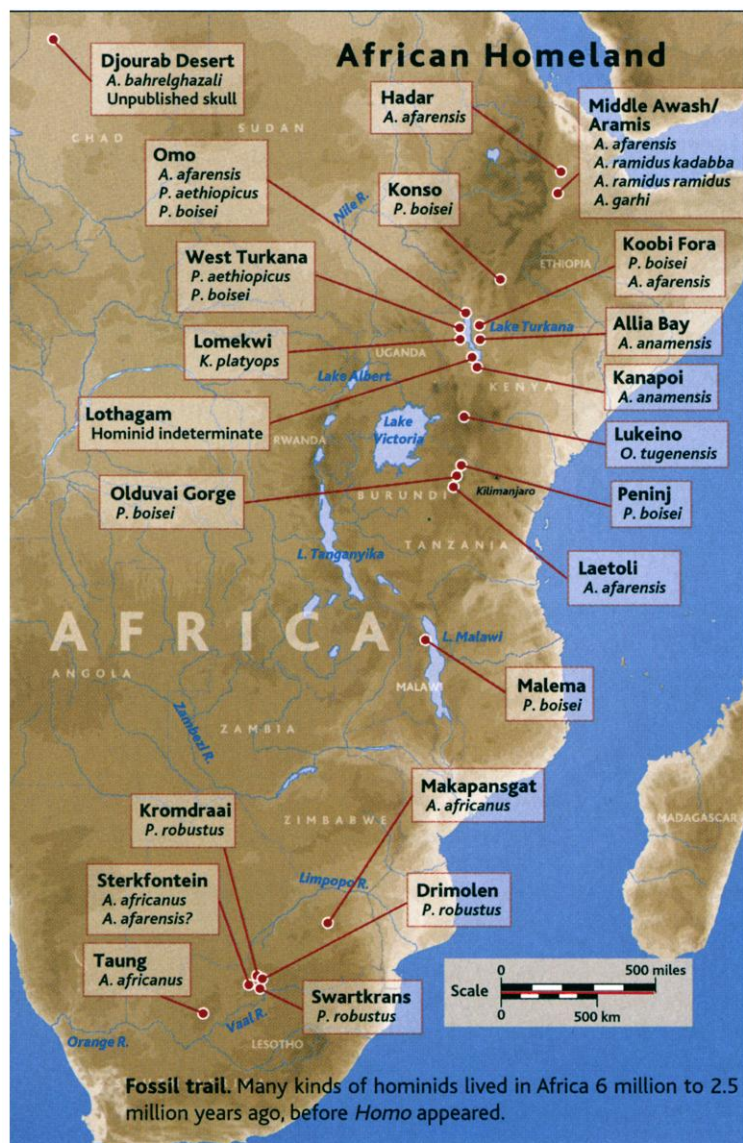 African Homeland
Djourab Desert
A. bahrelghazali
Unpublished skull
Hadar
A. afarensis
Middle Awash/
Aramis
A. afarensis
A. ramidus kadabba
A. ramidus ramidus
A. garhi
CHAD
SUDAN
Omo
A. afarensis
P. aethiopicus
P. boisei
Konso
P. boisei
Nile R.
ETHIOPIA
West Turkana
P. aethiopicus
P. boisei
Koobi Fora
P. boisei
A. afarensis
Lake Turkana
Lomekwi
K. platyops
UGANDA
Allia Bay
A. anamensis
Lake Albert
KENYA
Kanapoi
A. anamensis
Lothagam
Hominid indeterminate
RWANDA
Lake
Victoria
Lukeino
O. tugenensis
Olduvai Gorge
P. boisei
BURUNDI
Kilimanjaro
Peninj
P. boisei
L. Tanganyika
TANZANIA
Laetoli
A. afarensis
AFRICA
L. Malawi
ANGOLA
MALAWI
Malema
P. boisei
Zambezi R.
ZAMBIA
Makapansgat
A. africanus
Kromdraai
P. robustus
ZIMBABWE
MADAGASCAR
Sterkfontein
A. africanus
A. afarensis?
Limpopo R.
Drimolen
P. robustus
Taung
A. africanus
Swartkrans
P. robustus
0 500 miles
Scale
0 500 km
Vaal R.
Orange R.
LESOTHO
Fossil trail. Many kinds of hominids lived in Africa 6 million to 2.5
million years ago, before Homo appeared.